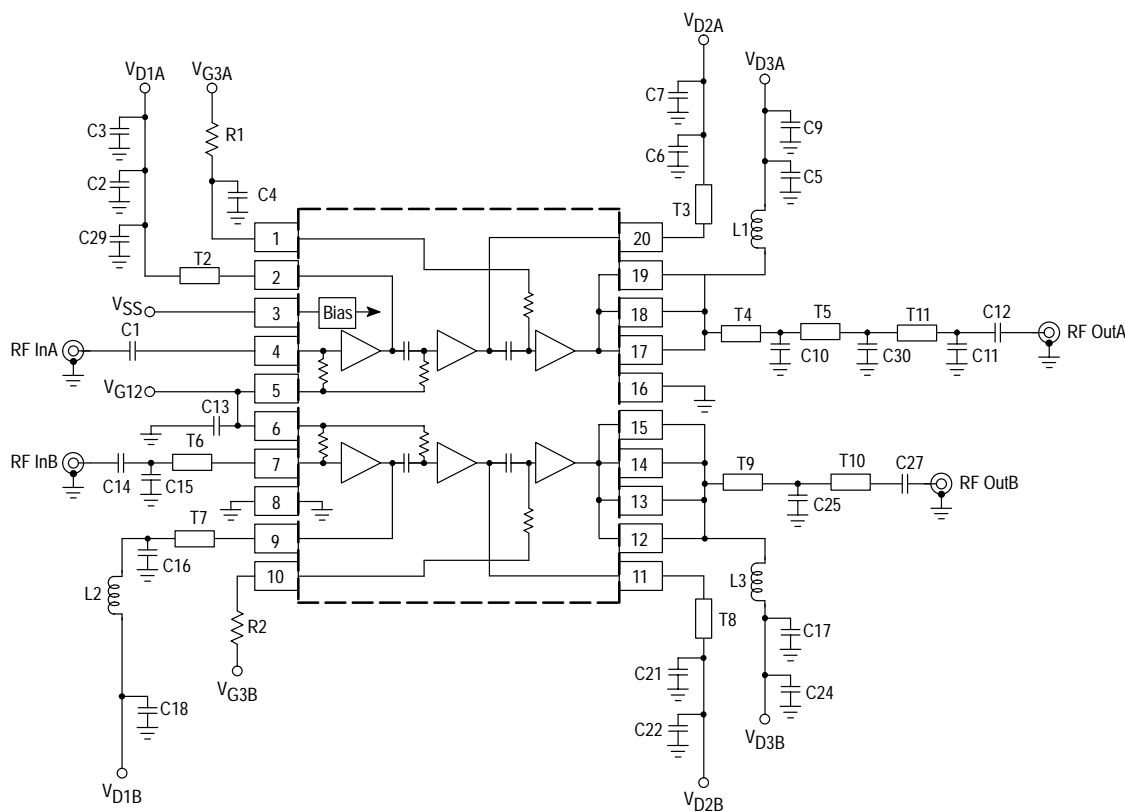 VD2A
VD1A
VG3A
VD3A
C7
C3
R1
C9
C6
C2
C4
C5
T3
C29
L1
1
20
T2
2
19
VSS
3
Bias
18
C1
T4
T5
T11
C12
RF InA
4
17
RF OutA
C10
C30
C11
VG12
5
16
C13
6
15
T6
RF InB
7
14
T9
T10
C27
RF OutB
C14
C15
C25
8
13
T7
9
12
C16
10
11
L2
L3
R2
T8
C17
C21
VG3B
C24
C18
C22
VD3B
VD1B
VD2B